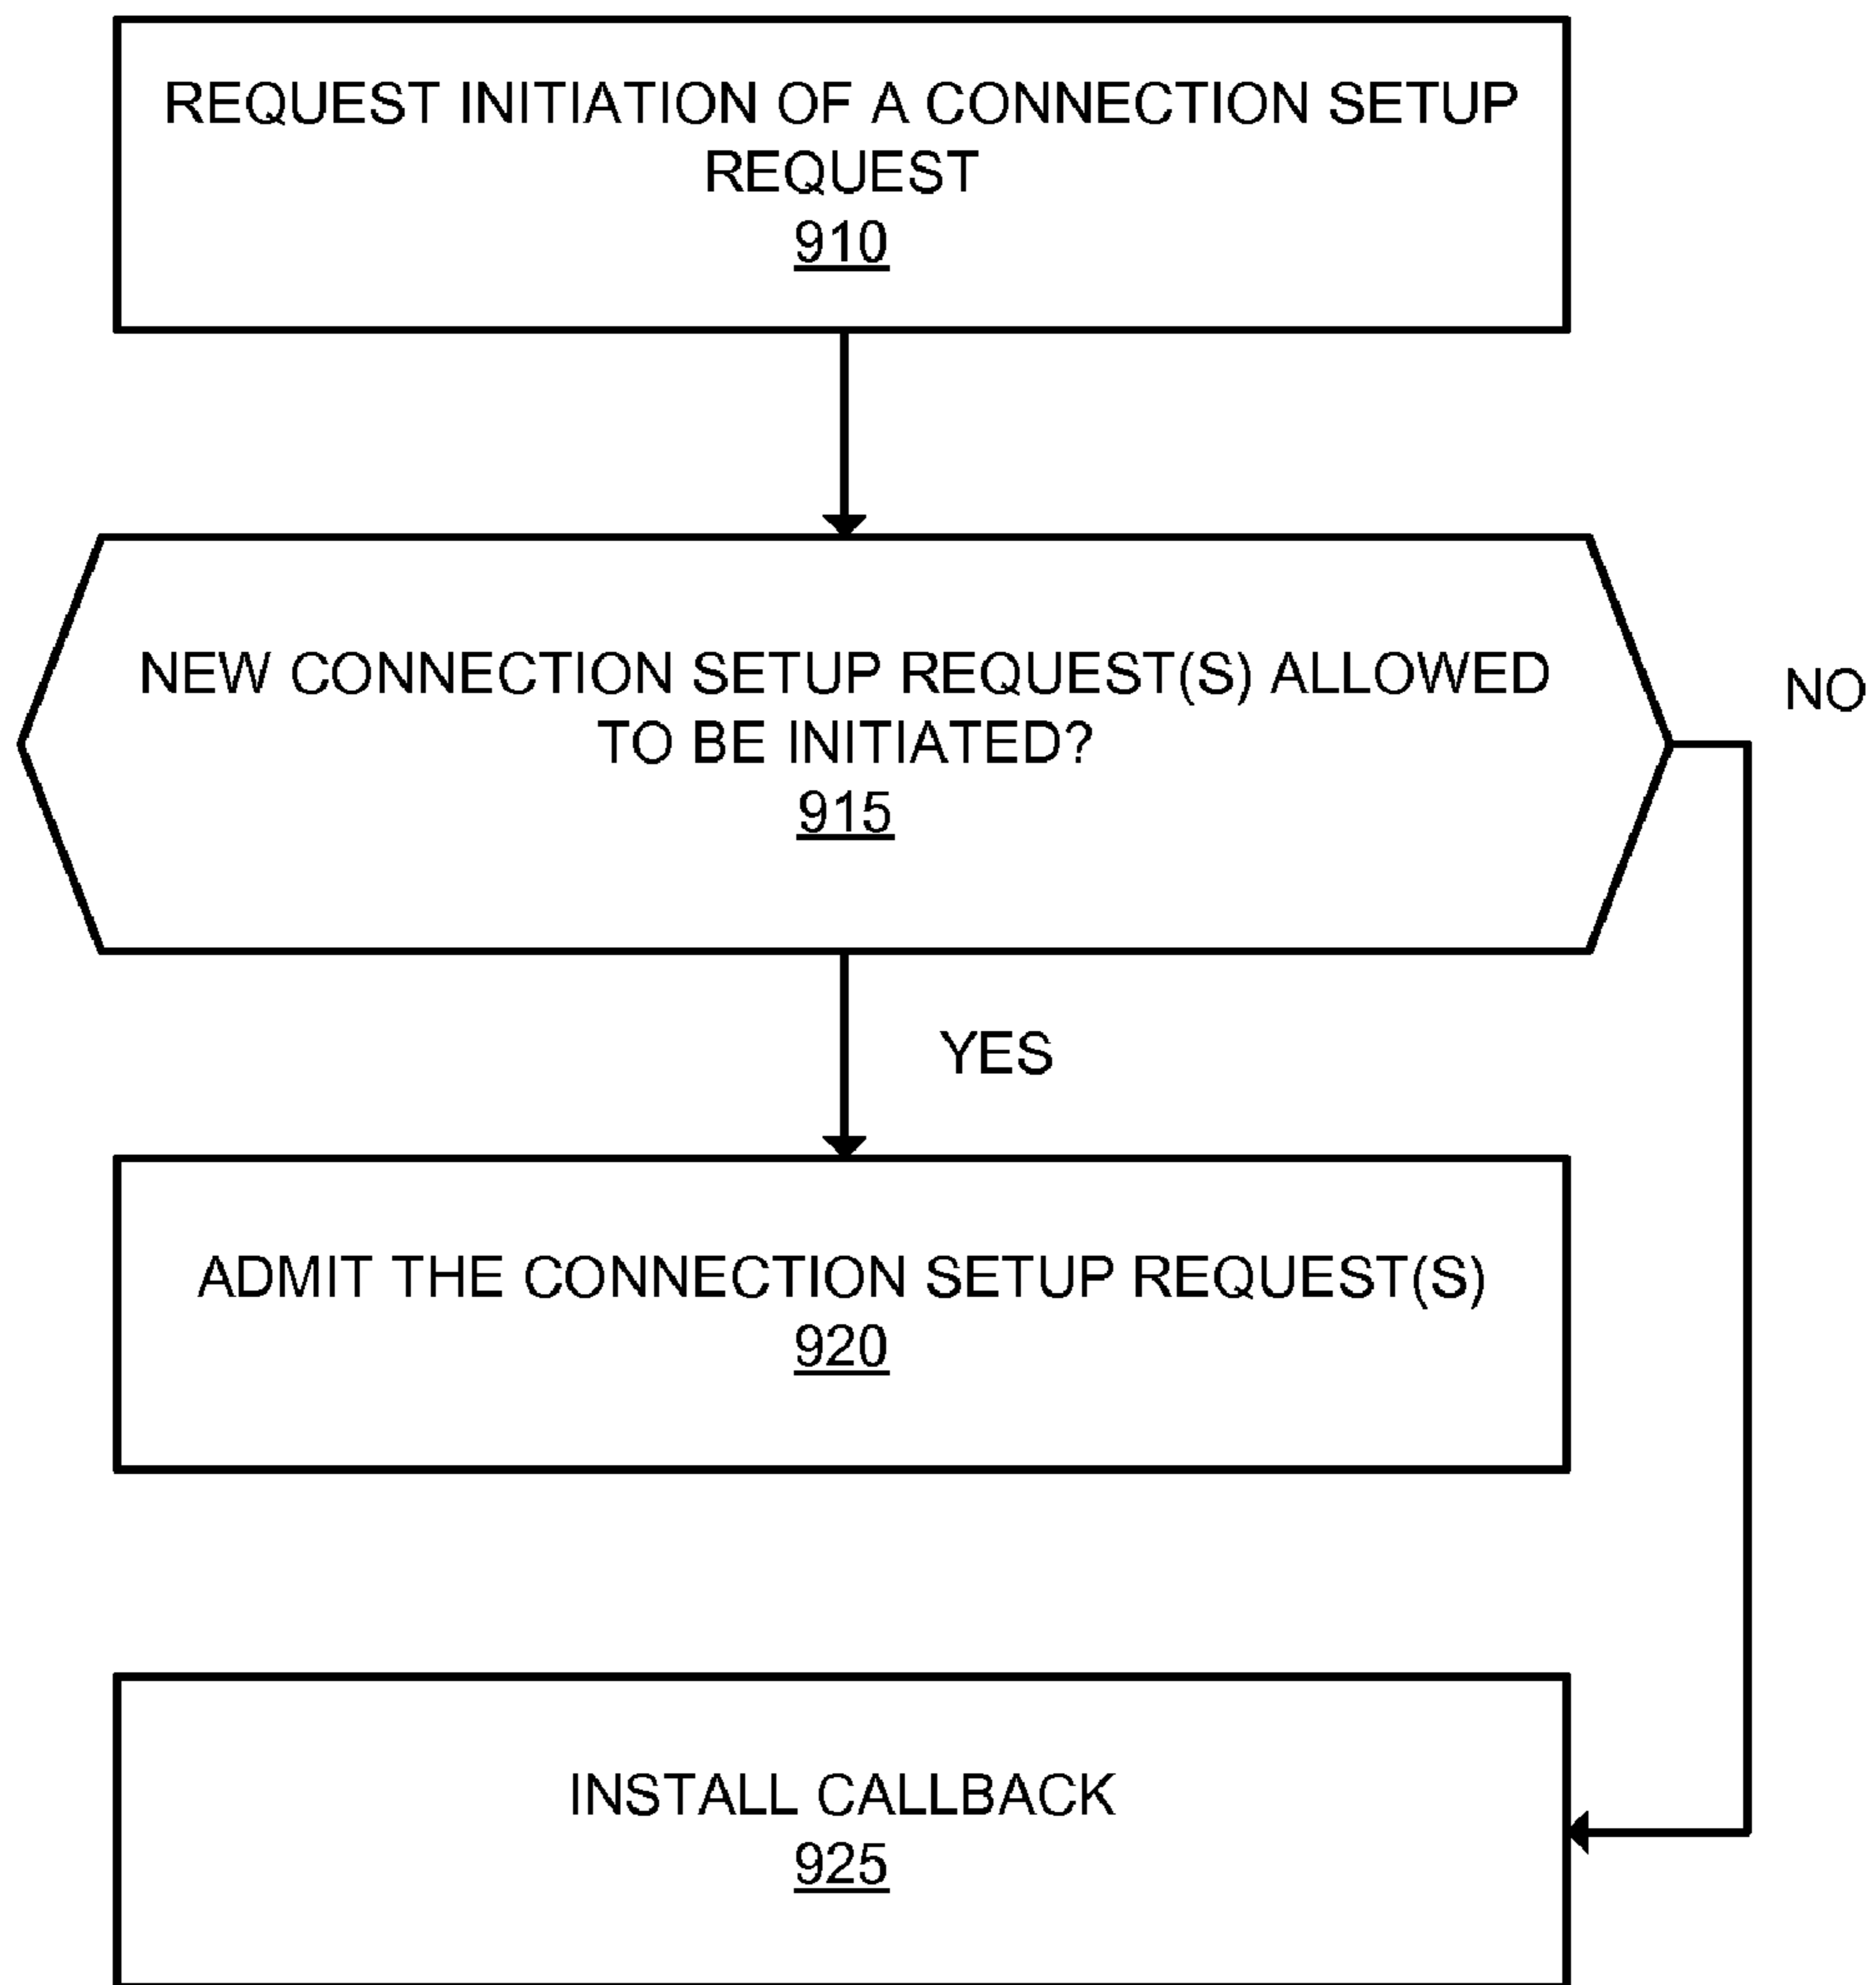 REQUEST INITIATION OF A CONNECTION SETUP
REQUEST
910
NEW CONNECTION SETUP REQUEST(S) ALLOWED
TO BE INITIATED?
915
NO
YES
ADMIT THE CONNECTION SETUP REQUEST(S)
920
INSTALL CALLBACK
925